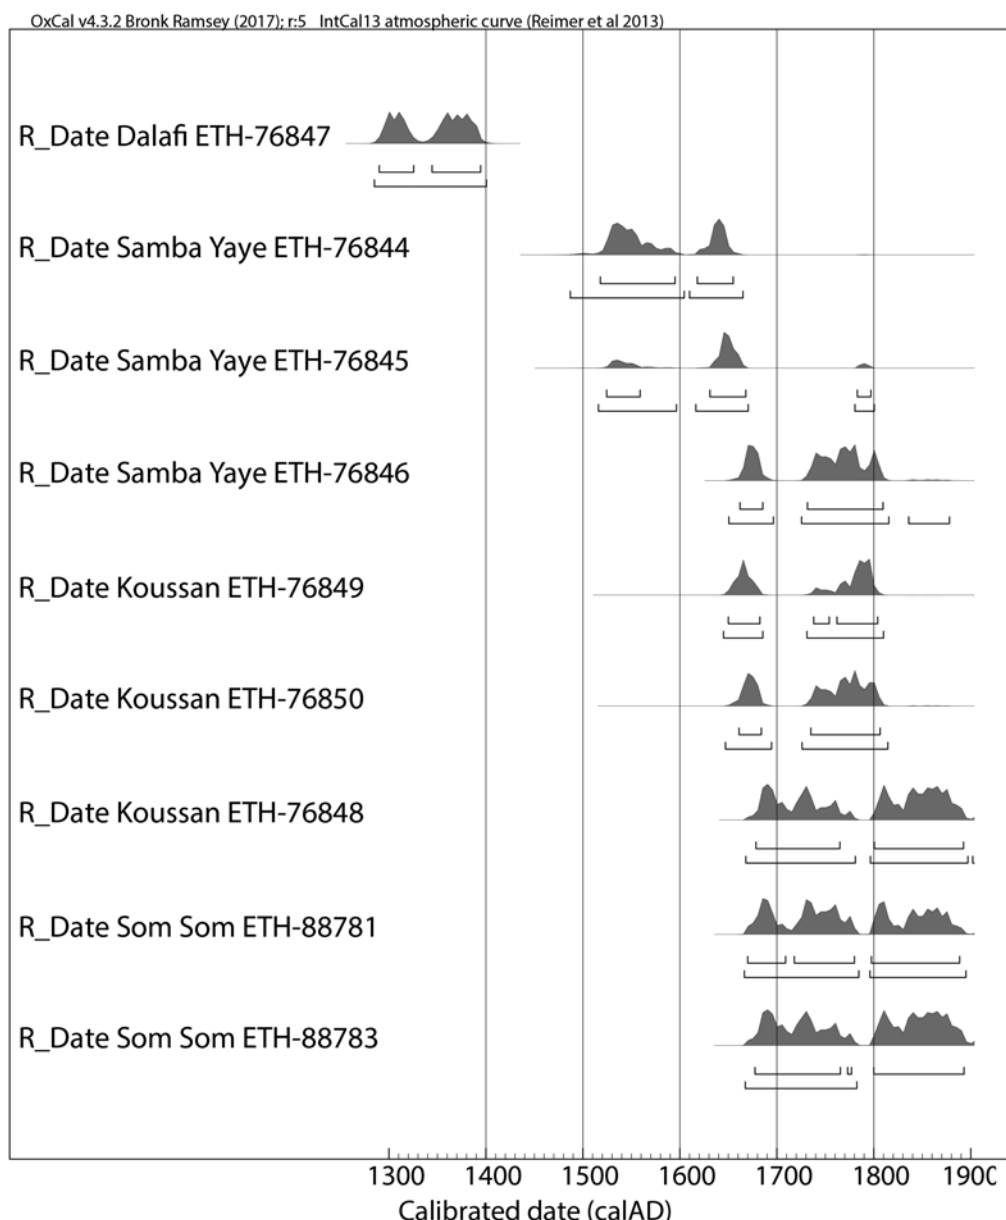 OxCal v4.3.2 Bronk Ramsey (2017); r:5 IntCal13 atmospheric curve (Reimer et al 2013)
R_Date Dalafi ETH-76847
R_Date Samba Yaye ETH-76844
R_Date Samba Yaye ETH-76845
R_Date Samba Yaye ETH-76846
R_Date Koussan ETH-76849
R_Date Koussan ETH-76850
R_Date Koussan ETH-76848
R_Date Som Som ETH-88781
R_Date Som Som ETH-88783
1300 1400 1500 1600 1700 1800 1900
Calibrated date (calAD)